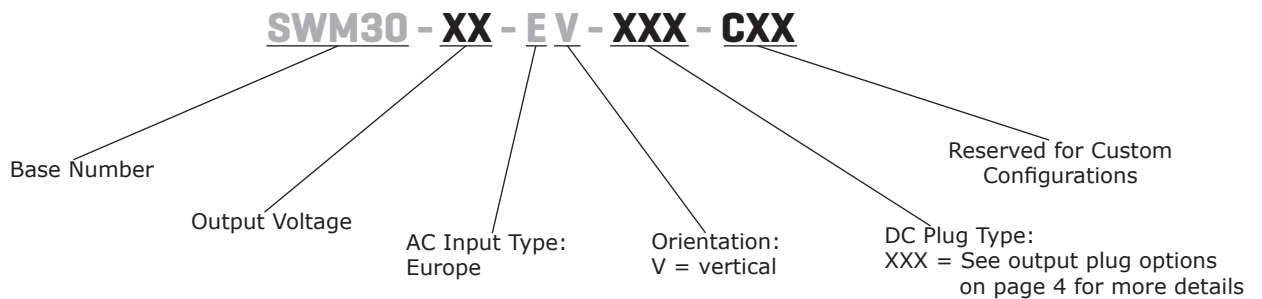 SWM30 - XX - E V - XXX - CXX
Base Number
Output Voltage
AC Input Type:
Europe
Orientation:
V = vertical
DC Plug Type:
XXX = See output plug options
on page 4 for more details
Reserved for Custom
Configurations